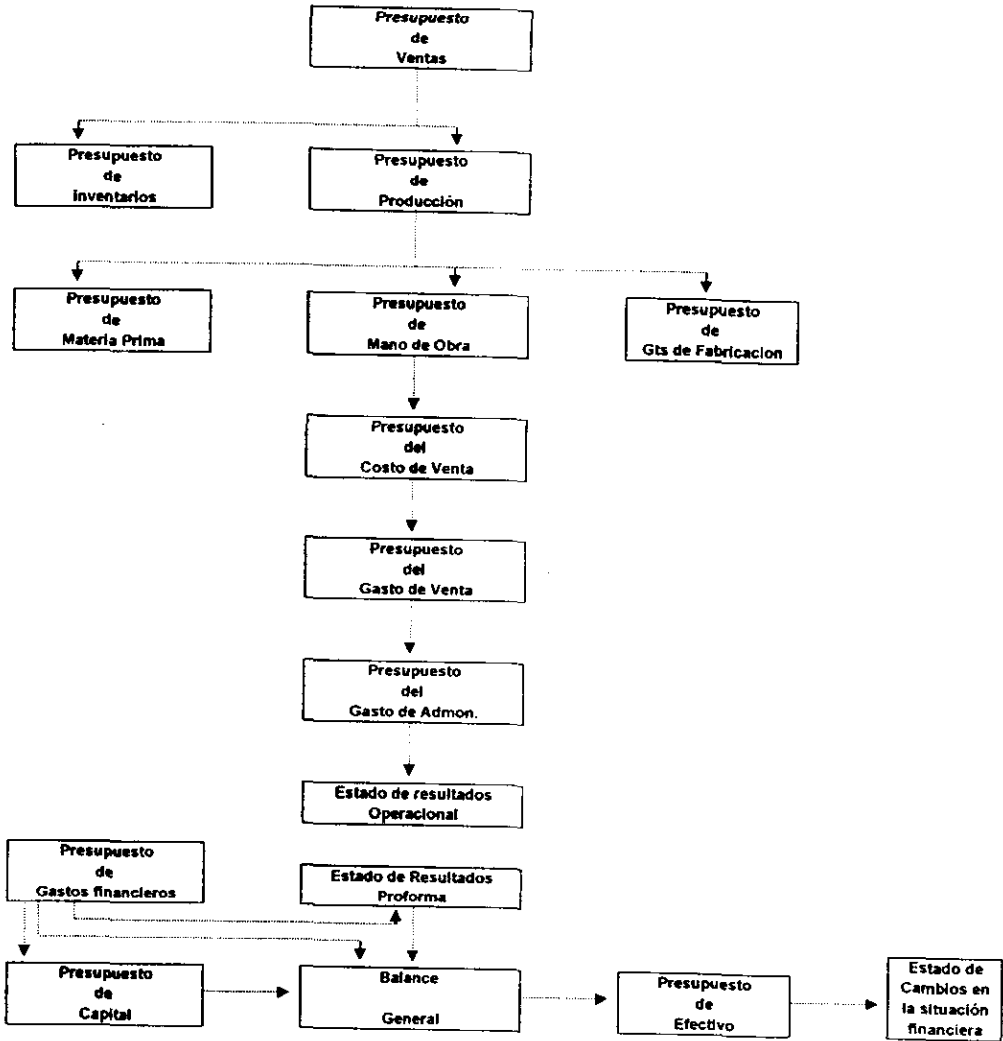 Presupuesto
de
Ventas
Presupuesto
de
inventarios
Presupuesto
de
Producción
Presupuesto
de
Materia Prima
Presupuesto
de
Mano de Obra
Presupuesto
de
Gts de Fabricacion
Presupuesto
del
Costo de Venta
Presupuesto
del
Gasto de Venta
Presupuesto
del
Gasto de Admon.
Estado de resultados
Operacional
Presupuesto
de
Gastos financieros
Estado de Resultados
Proforma
Presupuesto
de
Capital
Balance
General
Presupuesto
de
Efectivo
Estado de
Cambios en
la situación
financiera